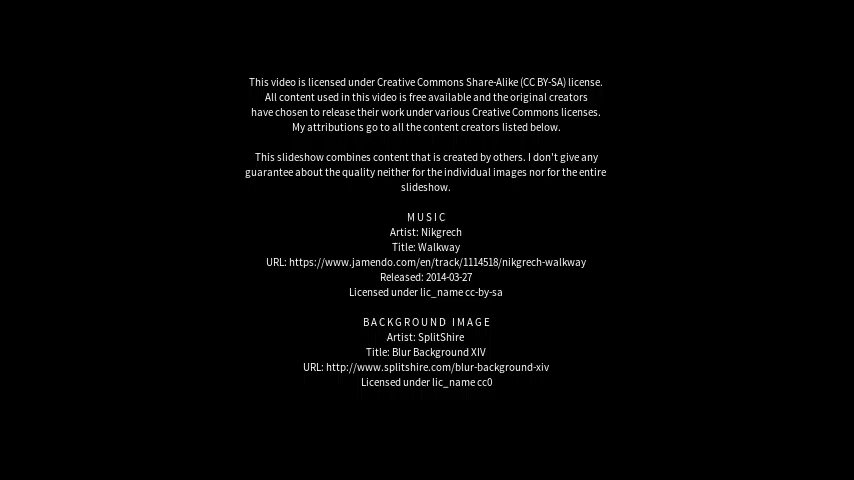 This video is licensed under Creative Commons Share-Alike (CC BY-SA) license.
All content used in this video is free available and the original creators
have chosen to release their work under various Creative Commons licenses.
My attributions go to all the content creators listed below.
This slideshow combines content that is created by others. I don't give any
guarantee about the quality neither for the individual images nor for the entire
slideshow.
MUSIC
Artist: Nikgrech
Title: Walkway
URL: https://www.jamendo.com/en/track/1114518/nikgrech-walkway
Released: 2014-03-27
Licensed under lic_name cc-by-sa
BACKGROUND IMAGE
Artist: SplitShire
Title: Blur Background XIV
URL: http://www.splitshire.com/blur-background-xiv
Licensed under lic_name cc0